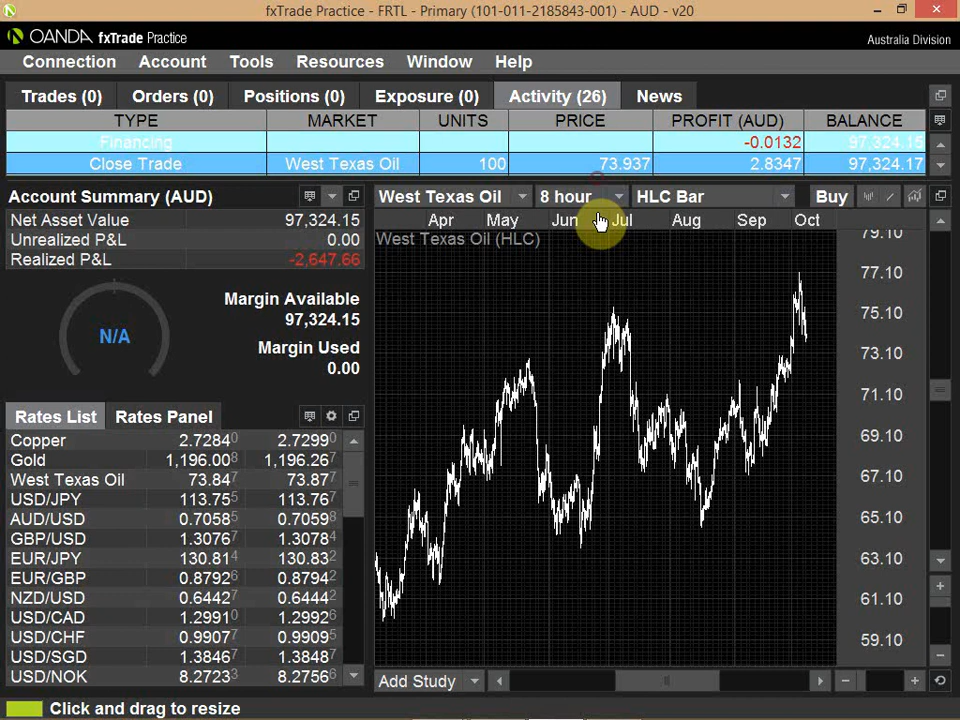 fxTrade Practice - FRTL - Primary (101-011-2185843-001) - AUD - v20
OANDA fxTrade Practice
Australia Division
Connection Account Tools Resources Window Help
Trades (0) Orders (0) Positions (0) Exposure (0) Activity (26) News
TYPE MARKET UNITS PRICE PROFIT (AUD) BALANCE
Financing -0.0132 97,324.15
Close Trade West Texas Oil 100 73.937 2.8347 97,324.17
Account Summary (AUD)
Net Asset Value 97,324.15
Unrealized P&L 0.00
Realized P&L -2,647.66
N/A
Margin Available
97,324.15
Margin Used
0.00
West Texas Oil 8 hour HLC Bar Buy
Apr May Jun Jul Aug Sep Oct
West Texas Oil (HLC)
79.10
77.10
75.10
73.10
71.10
69.10
67.10
65.10
63.10
61.10
59.10
Rates List Rates Panel
Copper 2.72840 2.72990
Gold 1,196.008 1,196.267
West Texas Oil 73.847 73.877
USD/JPY 113.755 113.767
AUD/USD 0.70585 0.70598
GBP/USD 1.30767 1.30784
EUR/JPY 130.814 130.832
EUR/GBP 0.87926 0.87942
NZD/USD 0.64427 0.64442
USD/CAD 1.29910 1.29926
USD/CHF 0.99077 0.99095
USD/SGD 1.38467 1.38487
USD/NOK 8.27223 8.27566
Add Study
Click and drag to resize